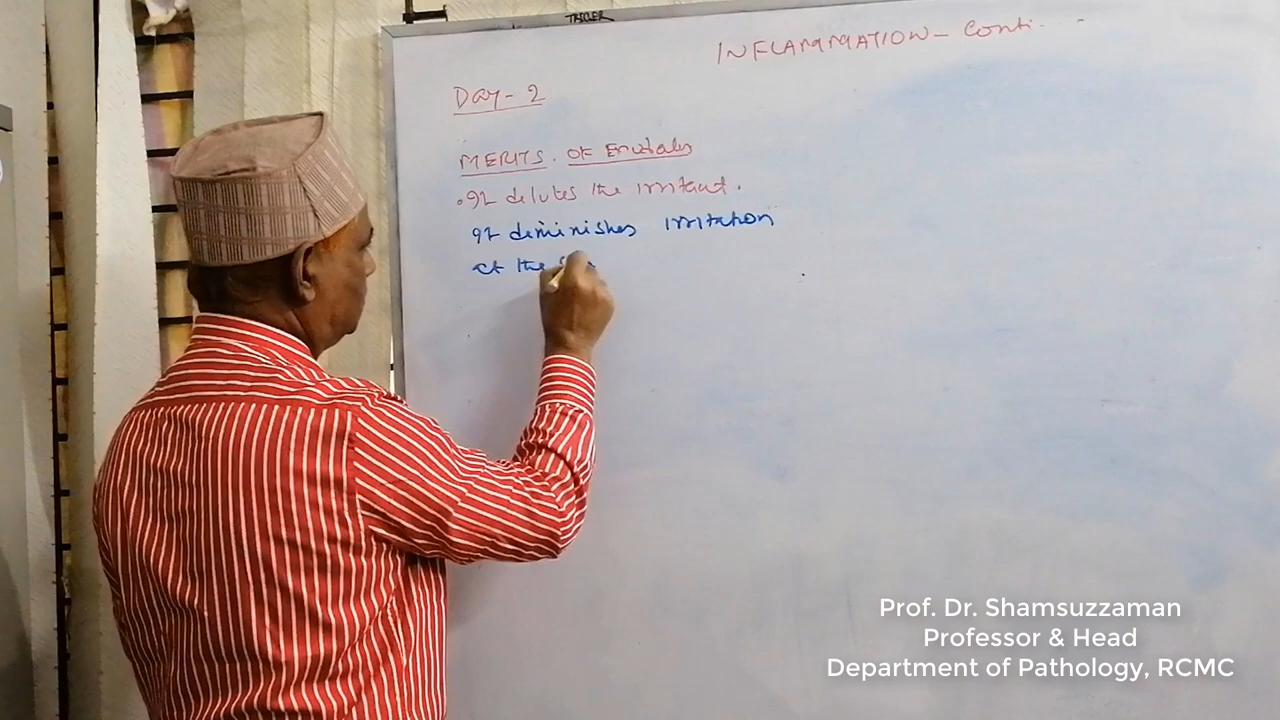 INFLAMMATION - Conti...
Day - 2
MERITS OF Exudates
. It dilutes the irritant.
It diminishes irritation
at the
Prof. Dr. Shamsuzzaman
Professor & Head
Department of Pathology, RCMC